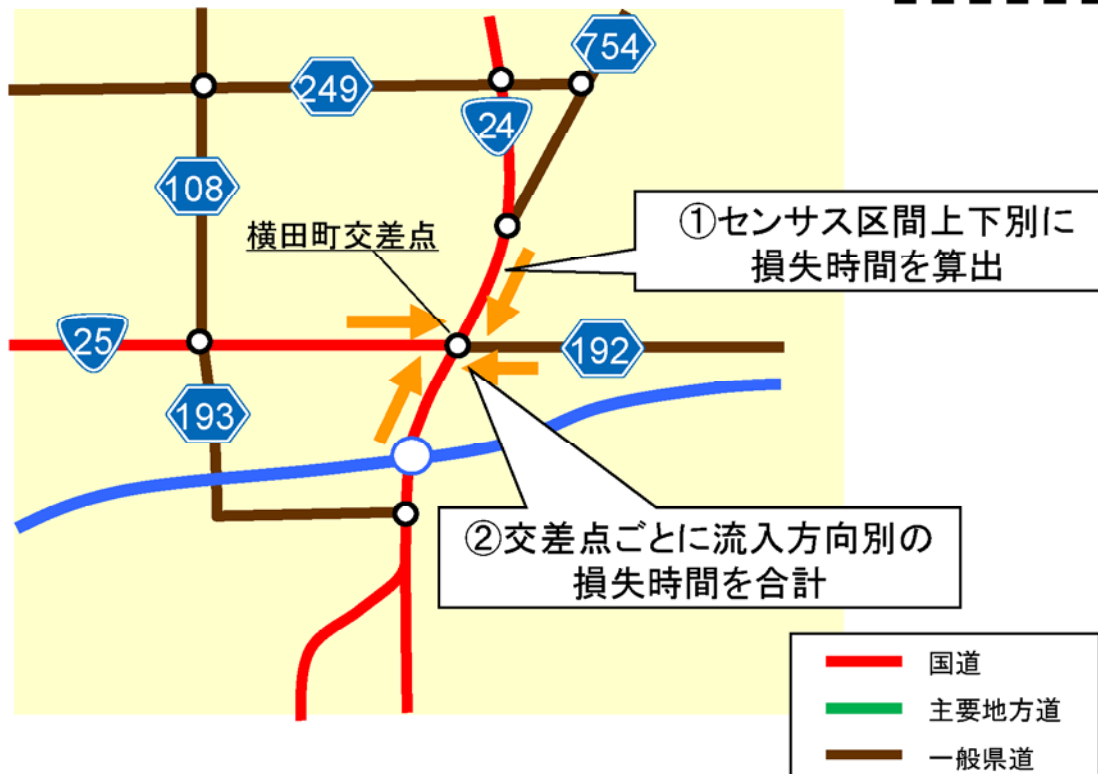 754
249
24
108
①センサス区間上下別に
損失時間を算出
横田町交差点
25
192
193
②交差点ごとに流入方向別の
損失時間を合計
国道
主要地方道
一般県道